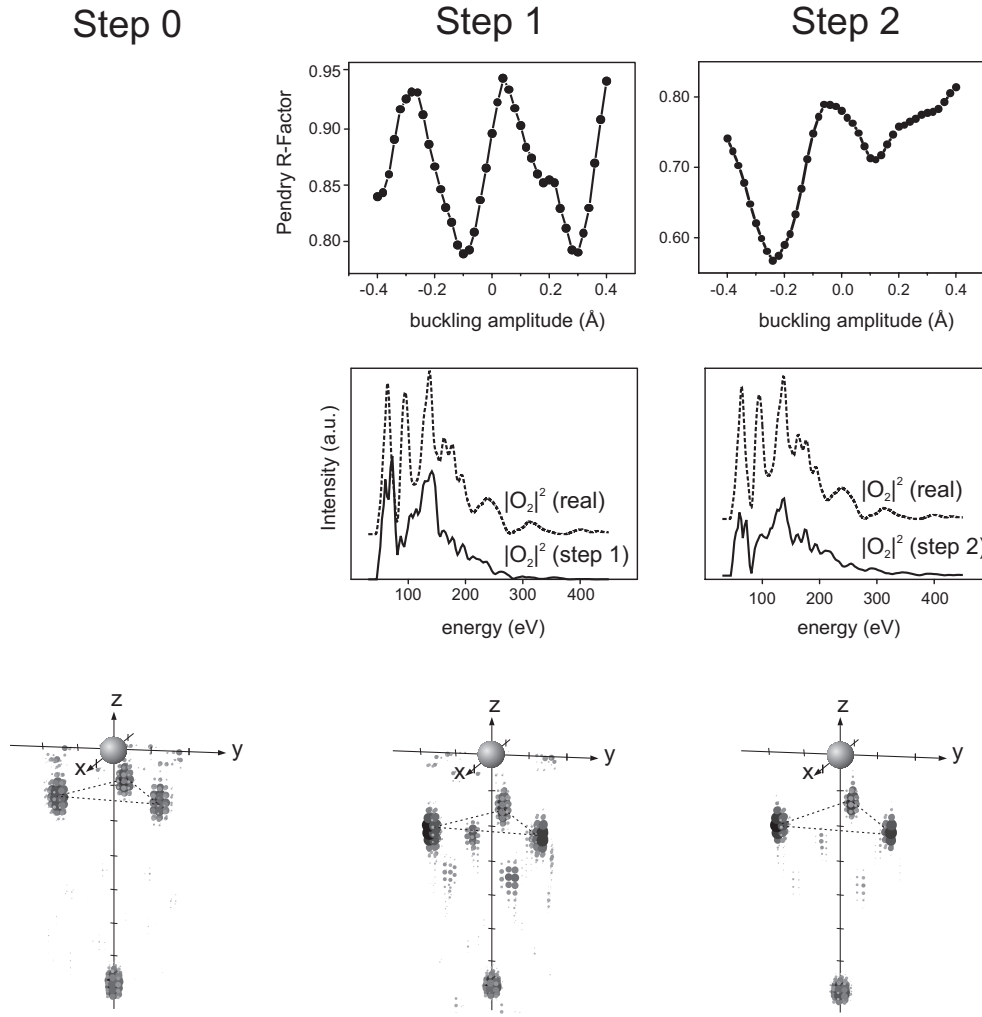 Step 0
Step 1
Step 2
Pendry R-Factor
0.95
0.90
0.85
0.80
-0.4
-0.2
0
0.2
0.4
buckling amplitude (Å)
0.80
0.70
0.60
-0.4
-0.2
0.0
0.2
0.4
buckling amplitude (Å)
Intensity (a.u.)
|O₂|² (real)
|O₂|² (step 1)
100
200
300
400
energy (eV)
|O₂|² (real)
|O₂|² (step 2)
100
200
300
400
energy (eV)
z
y
x
z
y
x
z
y
x